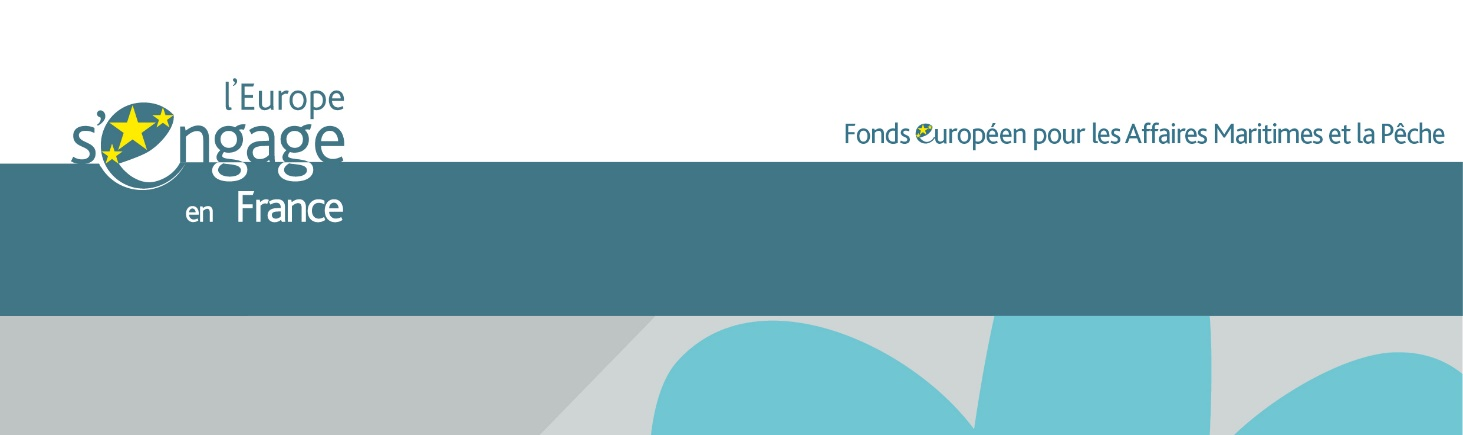 l'Europe
s'engage
en France
Fonds européen pour les Affaires Maritimes et la Pêche